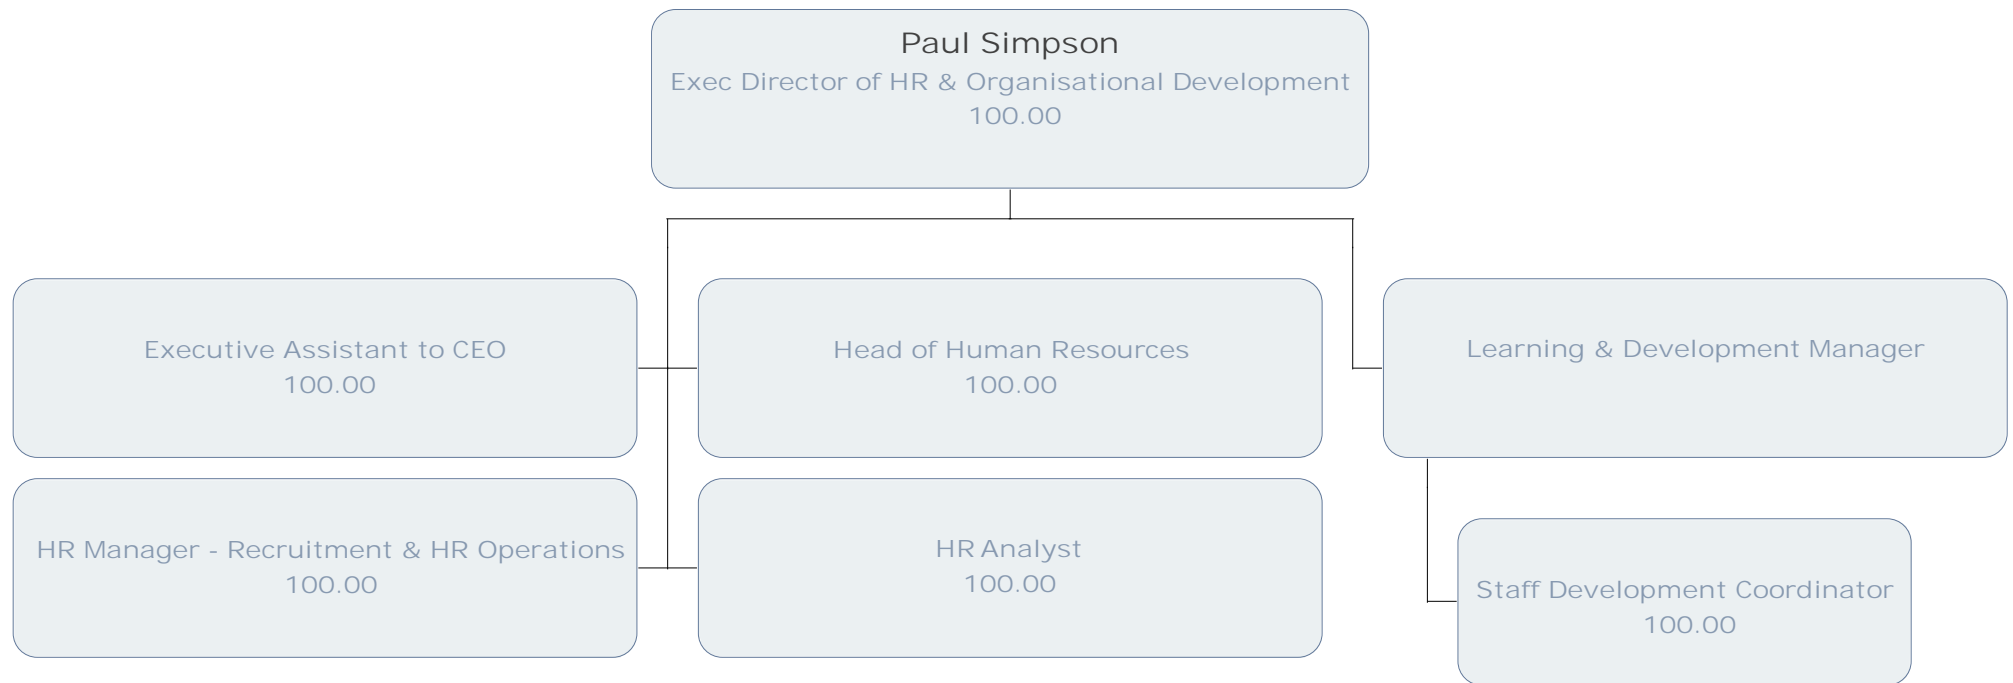 Paul Simpson
Exec Director of HR & Organisational Development
100.00
Executive Assistant to CEO
100.00
Head of Human Resources
100.00
Learning & Development Manager
HR Manager - Recruitment & HR Operations
100.00
HR Analyst
100.00
Staff Development Coordinator
100.00